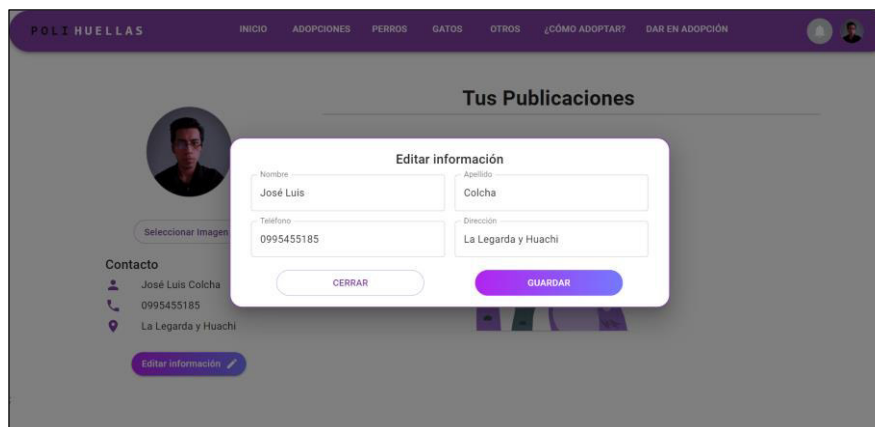 POLI HUELLAS INICIO ADOPCIONES PERROS GATOS OTROS ¿CÓMO ADOPTAR? DAR EN ADOPCIÓN
Tus Publicaciones
Seleccionar Imagen
Contacto
José Luis Colcha
0995455185
La Legarda y Huachi
Editar información
Editar información
Nombre
José Luis
Apellido
Colcha
Teléfono
0995455185
Dirección
La Legarda y Huachi
CERRAR
GUARDAR